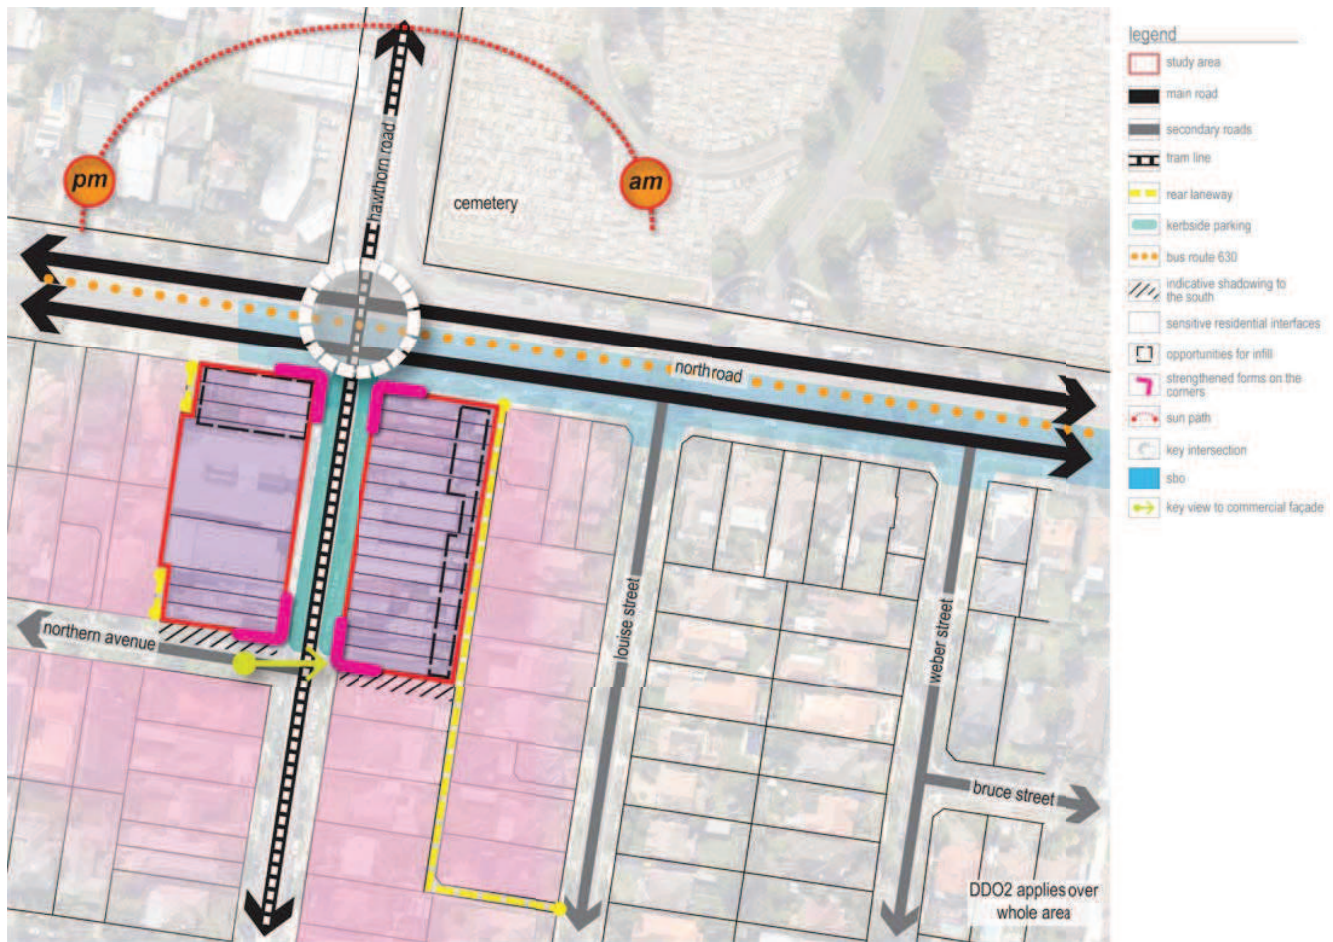 pm
am
hawthorn road
cemetery
north road
northern avenue
louise street
weber street
bruce street
DDO2 applies over
whole area
legend
study area
main road
secondary roads
tram line
rear laneway
kerbside parking
bus route 630
indicative shadowing to
the south
sensitive residential interfaces
opportunities for infill
strengthened forms on the
corners
sun path
key intersection
sbo
key view to commercial façade